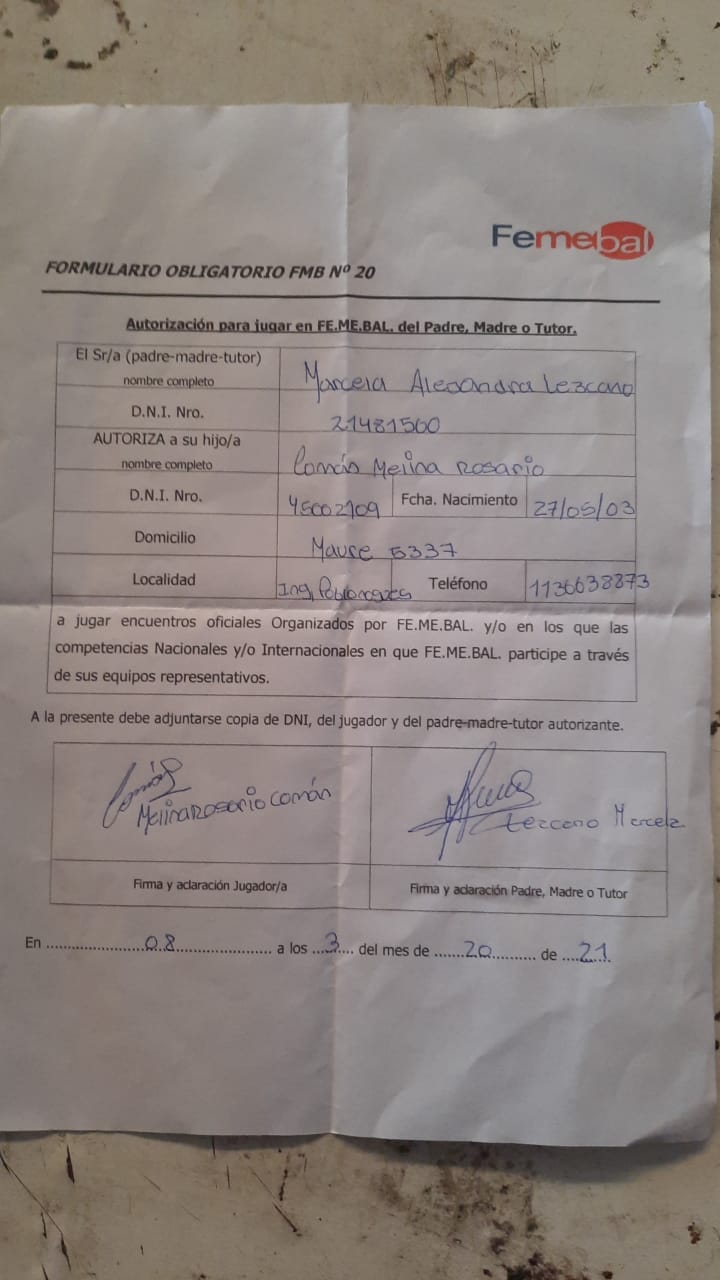 Femebal
FORMULARIO OBLIGATORIO FMB Nº 20
Autorización para jugar en FE.ME.BAL. del Padre, Madre o Tutor.
El Sr/a (padre-madre-tutor)
nombre completo
Marcela Alejandra Lezcano
D.N.I. Nro.
21481500
AUTORIZA a su hijo/a
nombre completo
Comán Melina Rosario
D.N.I. Nro. 45002109 Fcha. Nacimiento 27/05/03
Domicilio Maure 5337
Localidad Ing, Teléfono 1136638873
a jugar encuentros oficiales Organizados por FE.ME.BAL. y/o en los que las
competencias Nacionales y/o Internacionales en que FE.ME.BAL. participe a través
de sus equipos representativos.
A la presente debe adjuntarse copia de DNI, del jugador y del padre-madre-tutor autorizante.
Comán
Melina Rosario Comán
Lezcano Marcela
Firma y aclaración Jugador/a
Firma y aclaración Padre, Madre o Tutor
En ......................08...................... a los ...3.... del mes de .......20.......... de ....21.